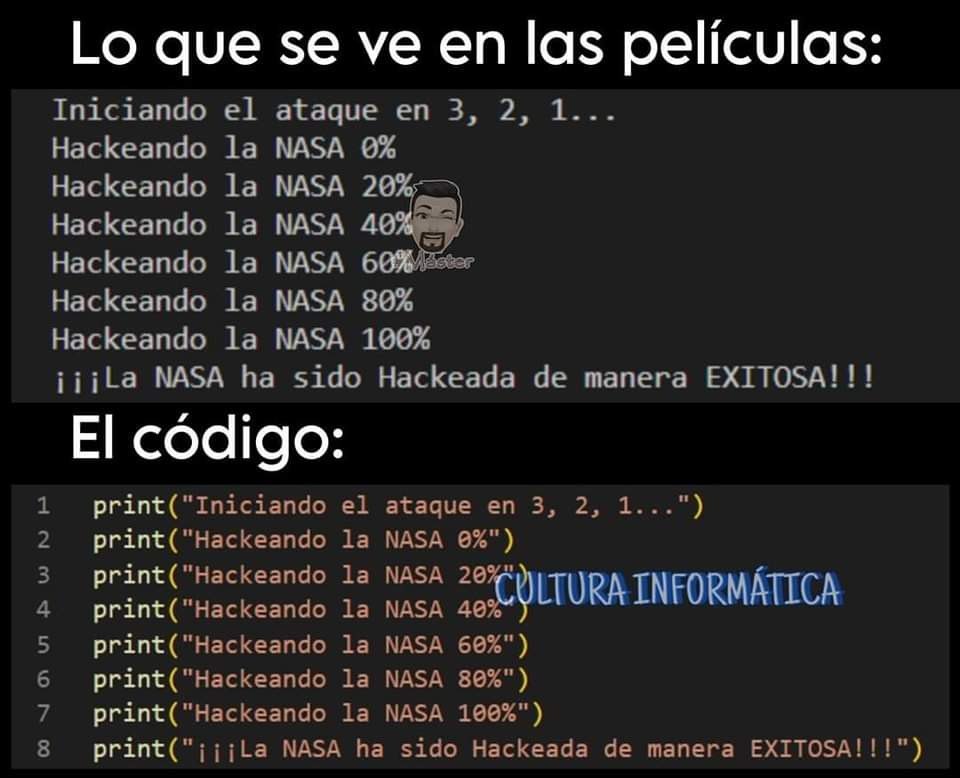 Lo que se ve en las películas:
Iniciando el ataque en 3, 2, 1...
Hackeando la NASA 0%
Hackeando la NASA 20%
Hackeando la NASA 40%
Hackeando la NASA 60%
Máster
Hackeando la NASA 80%
Hackeando la NASA 100%
¡¡¡La NASA ha sido Hackeada de manera EXITOSA!!!
El código:
1 print("Iniciando el ataque en 3, 2, 1...")
2 print("Hackeando la NASA 0%")
3 print("Hackeando la NASA 20%")
CULTURA INFORMÁTICA
4 print("Hackeando la NASA 40%")
5 print("Hackeando la NASA 60%")
6 print("Hackeando la NASA 80%")
7 print("Hackeando la NASA 100%")
8 print("¡¡¡La NASA ha sido Hackeada de manera EXITOSA!!!")